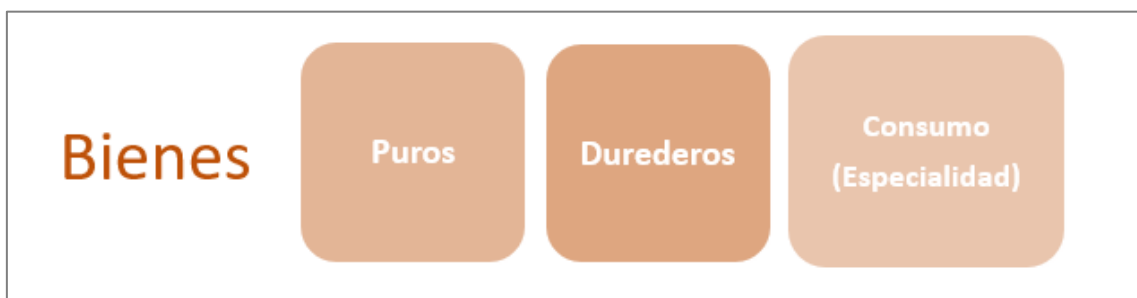 Bienes
Puros
Durederos
Consumo
(Especialidad)